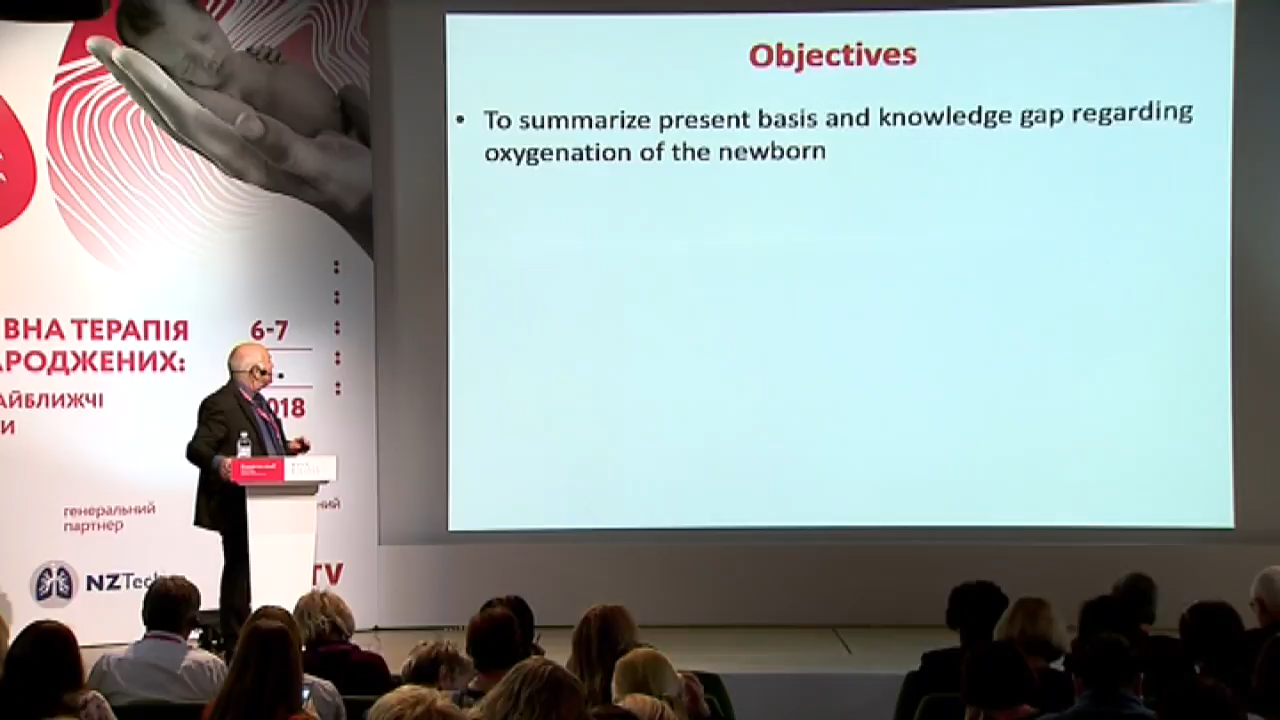 Objectives
• To summarize present basis and knowledge gap regarding
oxygenation of the newborn
ВНА ТЕРАПІЯ
АРОДЖЕНИХ:
АЙБЛИЖЧІ
И
6-7
018
генеральний
партнер
NZTech
TV